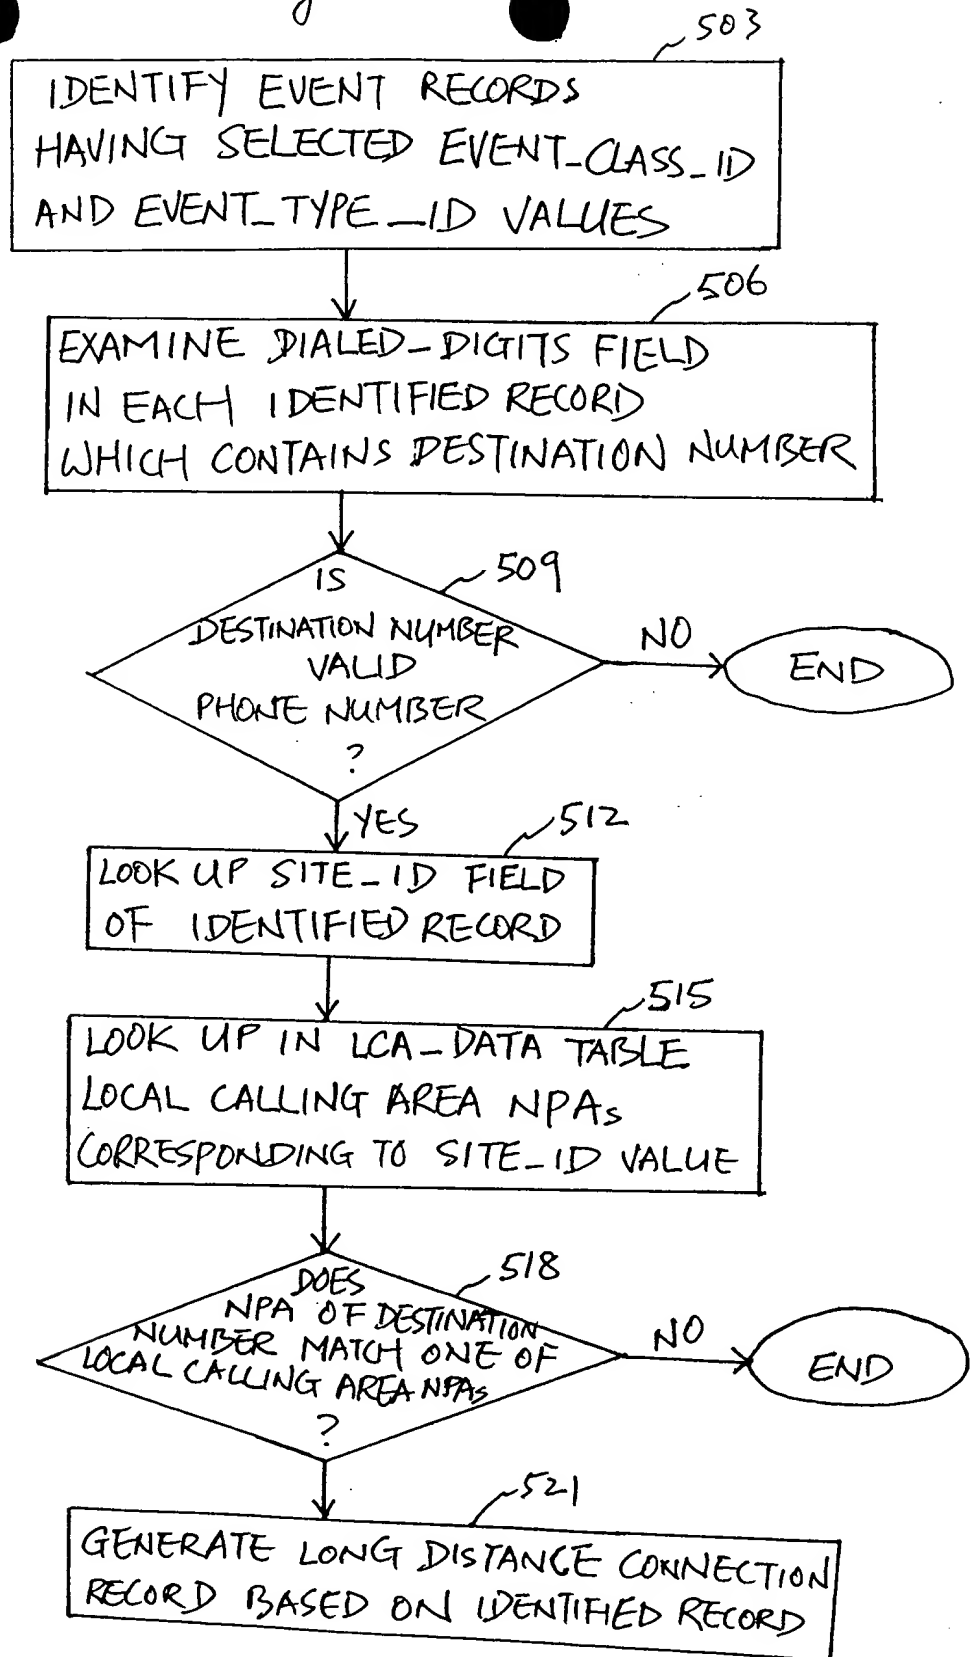 503
IDENTIFY EVENT RECORDS
HAVING SELECTED EVENT_CLASS_ID
AND EVENT_TYPE_ID VALUES
506
EXAMINE DIALED_DIGITS FIELD
IN EACH IDENTIFIED RECORD
WHICH CONTAINS DESTINATION NUMBER
509
IS
DESTINATION NUMBER
VALID
PHONE NUMBER
?
NO
END
YES
512
LOOK UP SITE_ID FIELD
OF IDENTIFIED RECORD
515
LOOK UP IN LCA_DATA TABLE
LOCAL CALLING AREA NPAs
CORRESPONDING TO SITE_ID VALUE
518
DOES
NPA OF DESTINATION
NUMBER MATCH ONE OF
LOCAL CALLING AREA NPAs
?
NO
END
521
GENERATE LONG DISTANCE CONNECTION
RECORD BASED ON IDENTIFIED RECORD